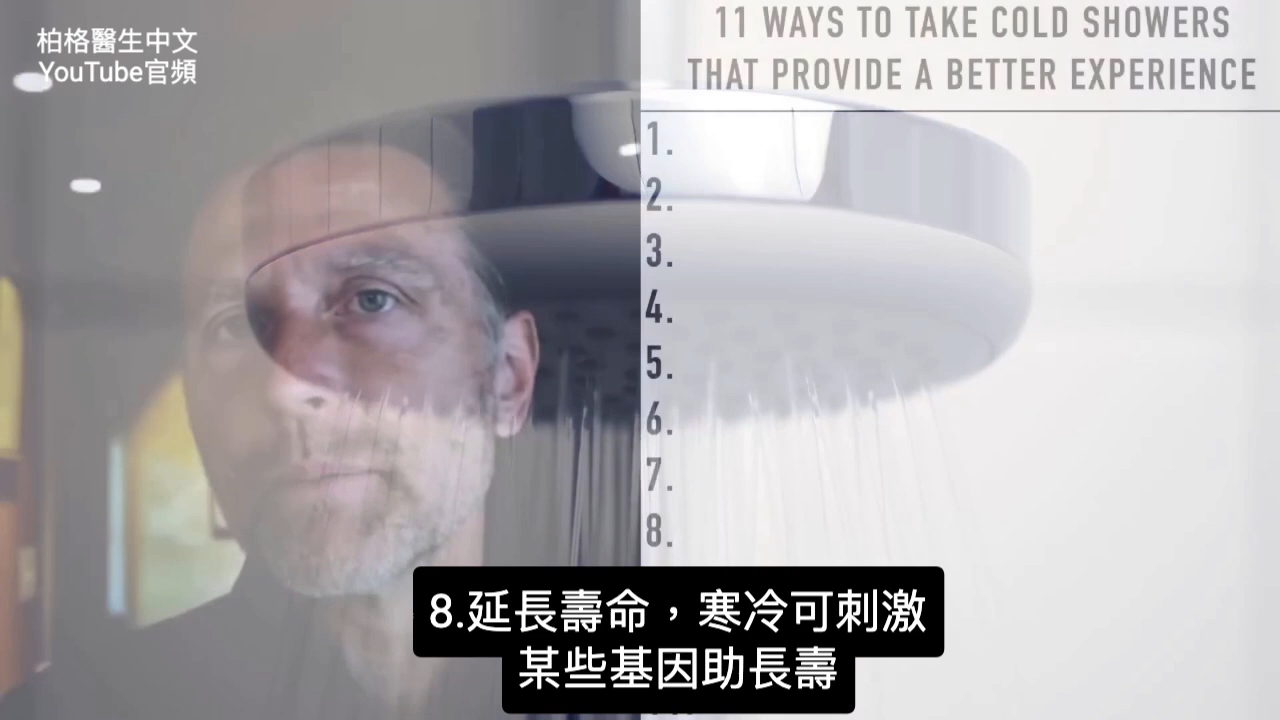 柏格醫生中文
YouTube官頻
11 WAYS TO TAKE COLD SHOWERS
THAT PROVIDE A BETTER EXPERIENCE
1.
2.
3.
4.
5.
6.
7.
8.
8.延長壽命，寒冷可刺激
某些基因助長壽